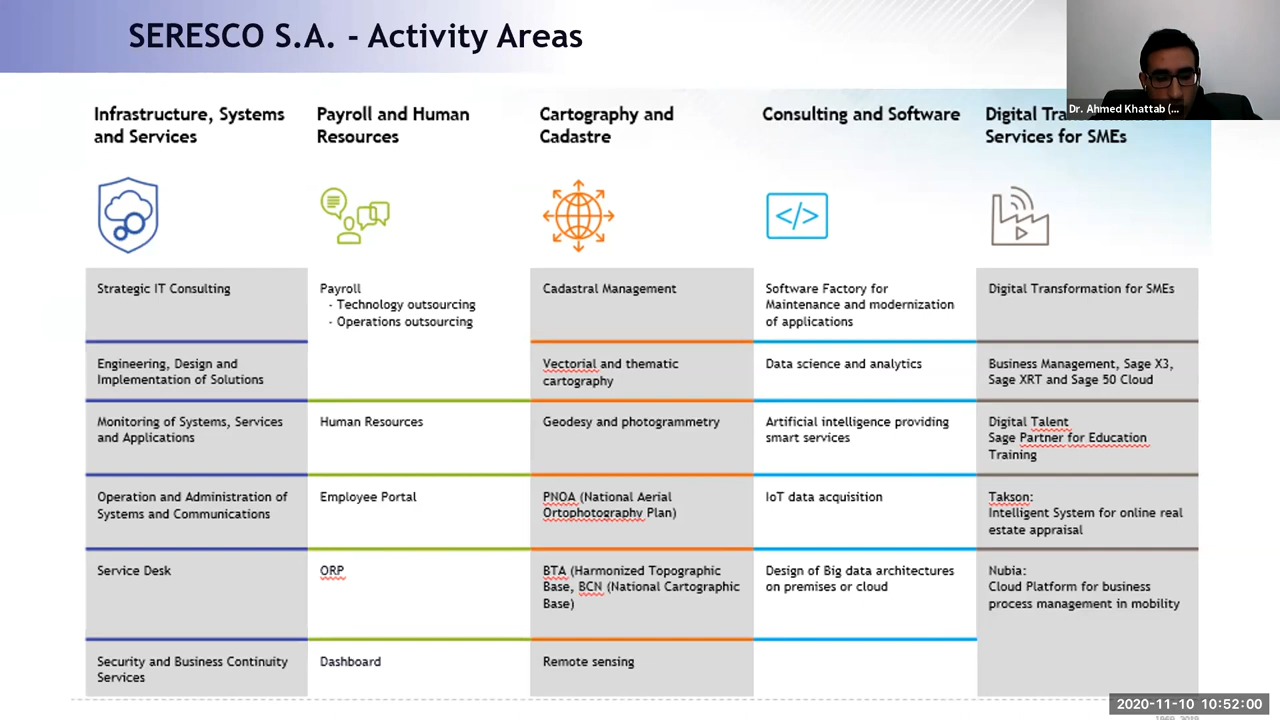 SERESCO S.A. - Activity Areas
Dr. Ahmed Khattab (...
Infrastructure, Systems
and Services
Payroll and Human
Resources
Cartography and
Cadastre
Consulting and Software
Digital
Services for SMEs
</>
Strategic IT Consulting
Payroll
- Technology outsourcing
- Operations outsourcing
Cadastral Management
Software Factory for
Maintenance and modernization
of applications
Digital Transformation for SMEs
Engineering, Design and
Implementation of Solutions
Vectorial and thematic
cartography
Data science and analytics
Business Management, Sage X3,
Sage XRT and Sage 50 Cloud
Monitoring of Systems, Services
and Applications
Human Resources
Geodesy and photogrammetry
Artificial intelligence providing
smart services
Digital Talent
Sage Partner for Education
Training
Operation and Administration of
Systems and Communications
Employee Portal
PNOA (National Aerial
Ortophotography Plan)
IoT data acquisition
Takson:
Intelligent System for online real
estate appraisal
Service Desk
ORP
BTA (Harmonized Topographic
Base, BCN (National Cartographic
Base)
Design of Big data architectures
on premises or cloud
Nubia:
Cloud Platform for business
process management in mobility
Security and Business Continuity
Services
Dashboard
Remote sensing
2020-11-10 10:52:00